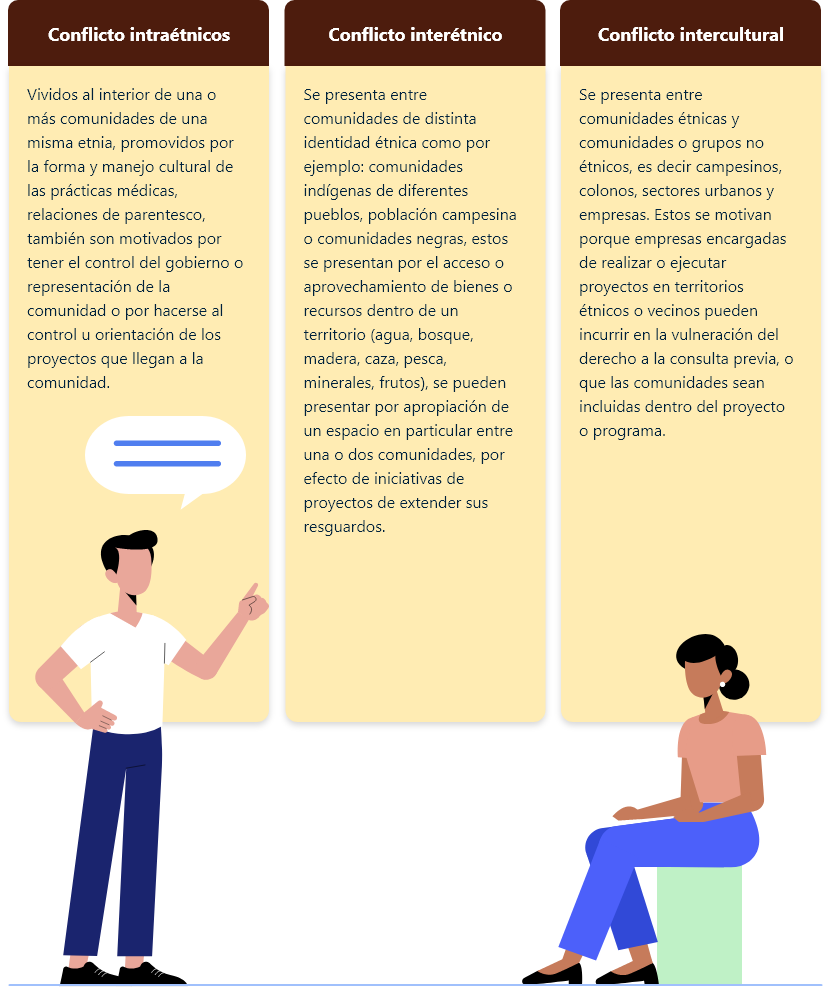 Conflicto intraétnicos
Vividos al interior de una o
más comunidades de una
misma etnia, promovidos por
la forma y manejo cultural de
las prácticas médicas,
relaciones de parentesco,
también son motivados por
tener el control del gobierno o
representación de la
comunidad o por hacerse al
control u orientación de los
proyectos que llegan a la
comunidad.
Conflicto interétnico
Se presenta entre
comunidades de distinta
identidad étnica como por
ejemplo: comunidades
indígenas de diferentes
pueblos, población campesina
o comunidades negras, estos
se presentan por el acceso o
aprovechamiento de bienes o
recursos dentro de un
territorio (agua, bosque,
madera, caza, pesca,
minerales, frutos), se pueden
presentar por apropiación de
un espacio en particular entre
una o dos comunidades, por
efecto de iniciativas de
proyectos de extender sus
resguardos.
Conflicto intercultural
Se presenta entre
comunidades étnicas y
comunidades o grupos no
étnicos, es decir campesinos,
colonos, sectores urbanos y
empresas. Estos se motivan
porque empresas encargadas
de realizar o ejecutar
proyectos en territorios
étnicos o vecinos pueden
incurrir en la vulneración del
derecho a la consulta previa, o
que las comunidades sean
incluidas dentro del proyecto
o programa.